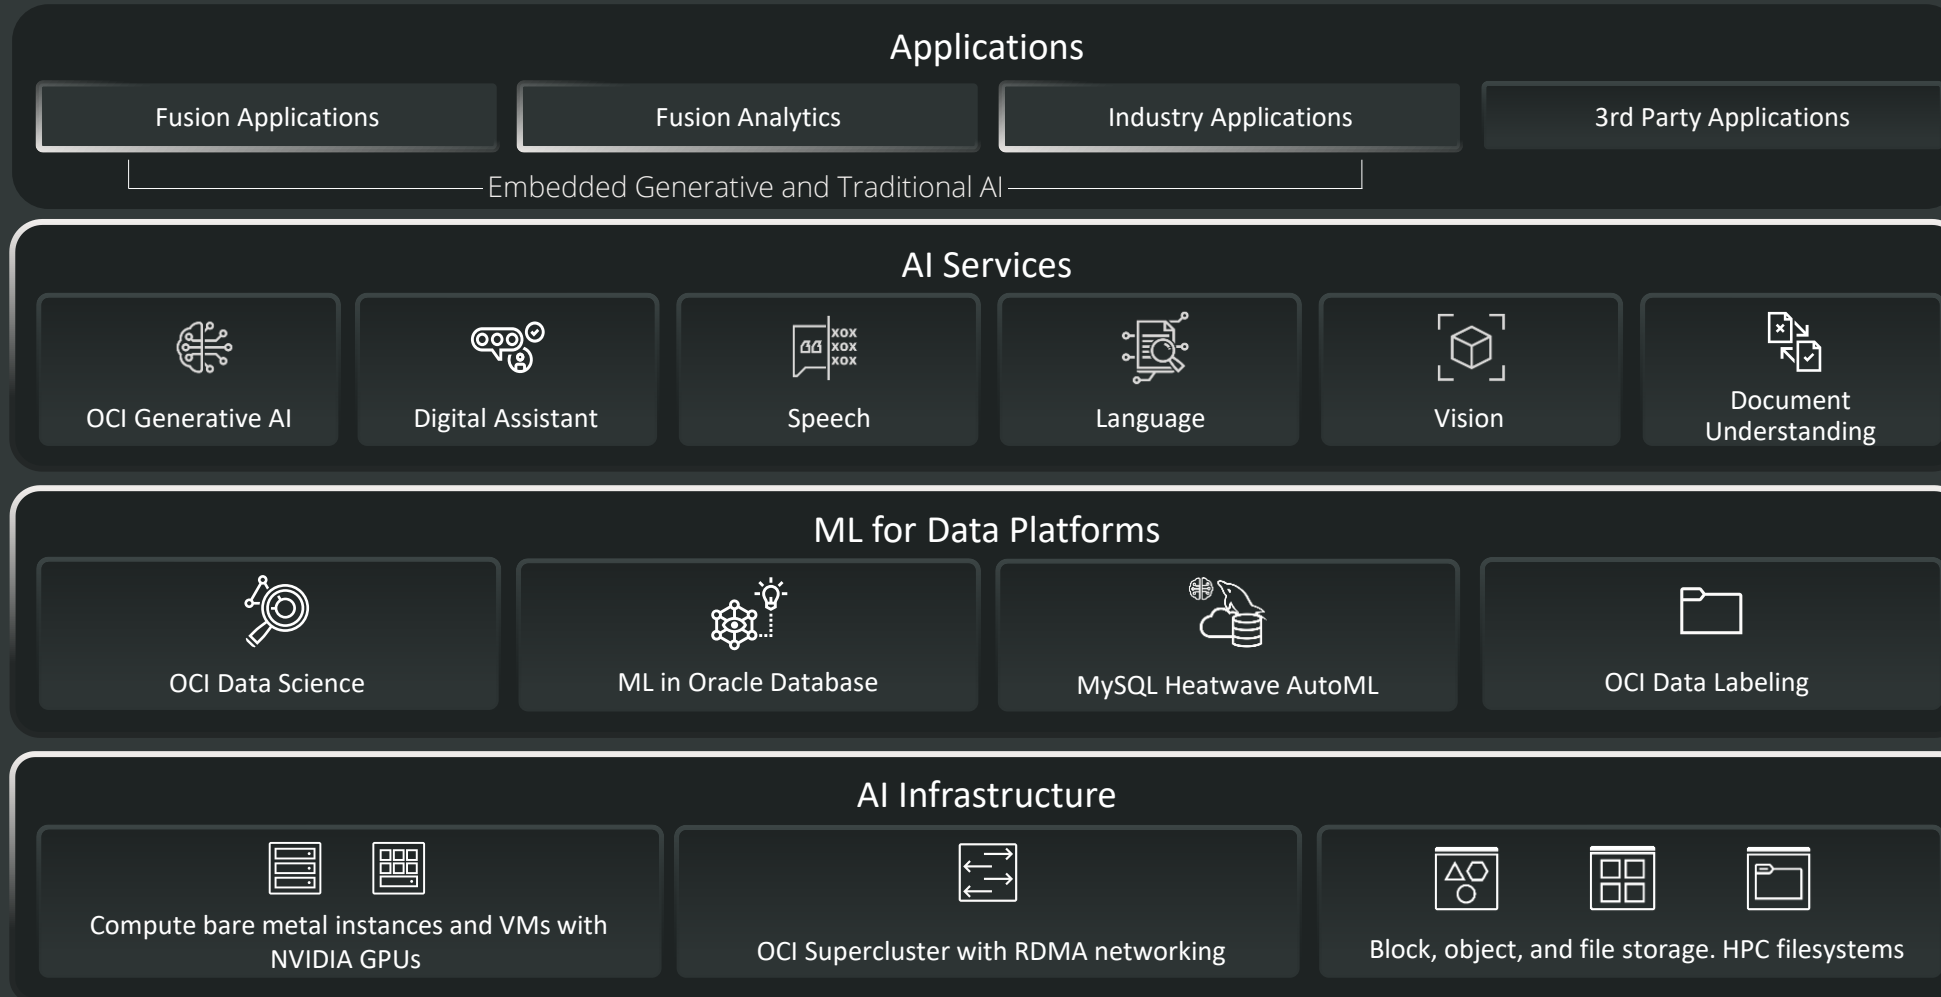 Applications
Fusion Applications
Fusion Analytics
Industry Applications
3rd Party Applications
Embedded Generative and Traditional AI
AI Services
OCI Generative AI
Digital Assistant
xox
xox
xox
Speech
Language
Vision
Document
Understanding
ML for Data Platforms
OCI Data Science
ML in Oracle Database
MySQL Heatwave AutoML
OCI Data Labeling
AI Infrastructure
Compute bare metal instances and VMs with
NVIDIA GPUs
OCI Supercluster with RDMA networking
Block, object, and file storage. HPC filesystems